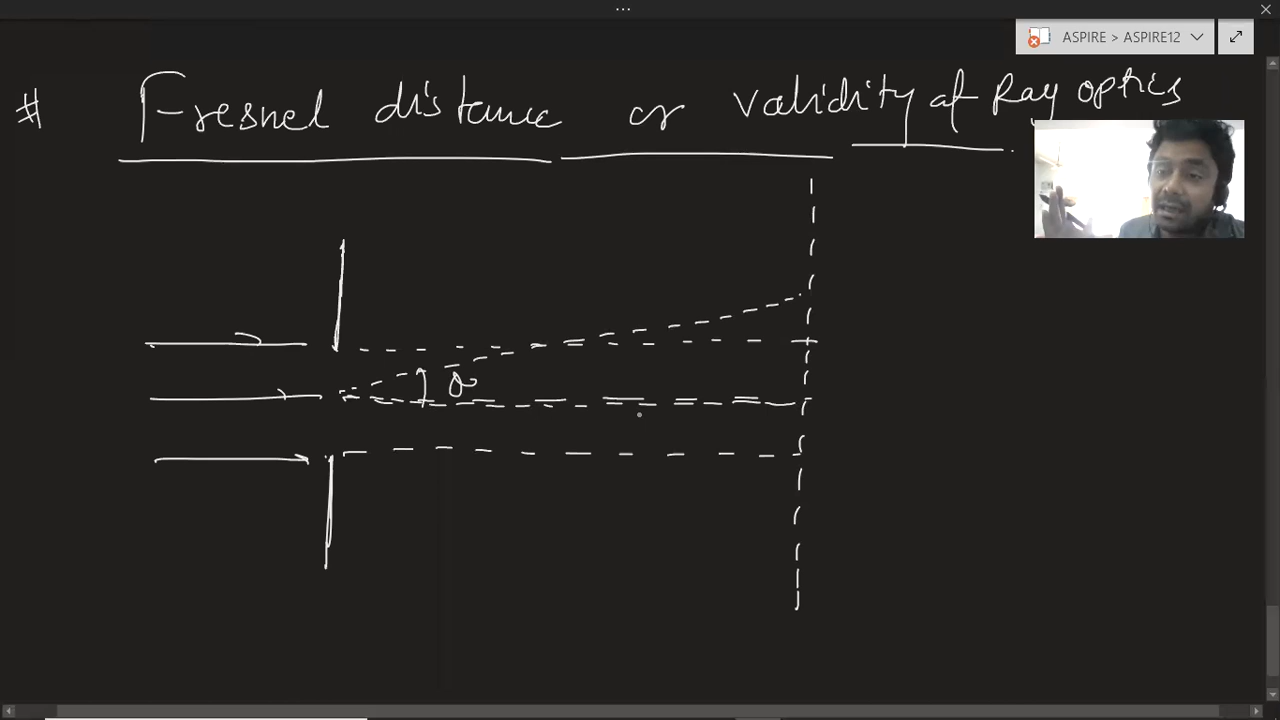 ...
ASPIRE > ASPIRE12
# Fresnel distance or validity of Ray optics
θ